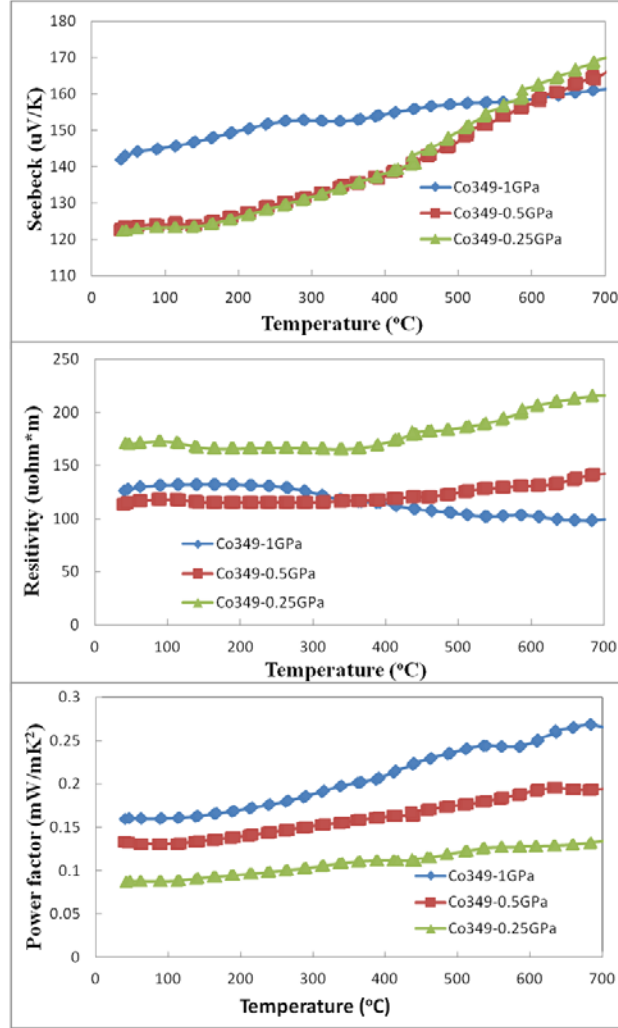 180
170
160
150
140
130
120
110
0 100 200 300 400 500 600 700
Seebeck (uV/K)
Temperature (°C)
Co349-1GPa
Co349-0.5GPa
Co349-0.25GPa
250
200
150
100
50
0
0 100 200 300 400 500 600 700
Resitivity (uohm*m)
Temperature (°C)
Co349-1GPa
Co349-0.5GPa
Co349-0.25GPa
0.3
0.25
0.2
0.15
0.1
0.05
0
0 100 200 300 400 500 600 700
Power factor (mW/mK²)
Temperature (°C)
Co349-1GPa
Co349-0.5GPa
Co349-0.25GPa